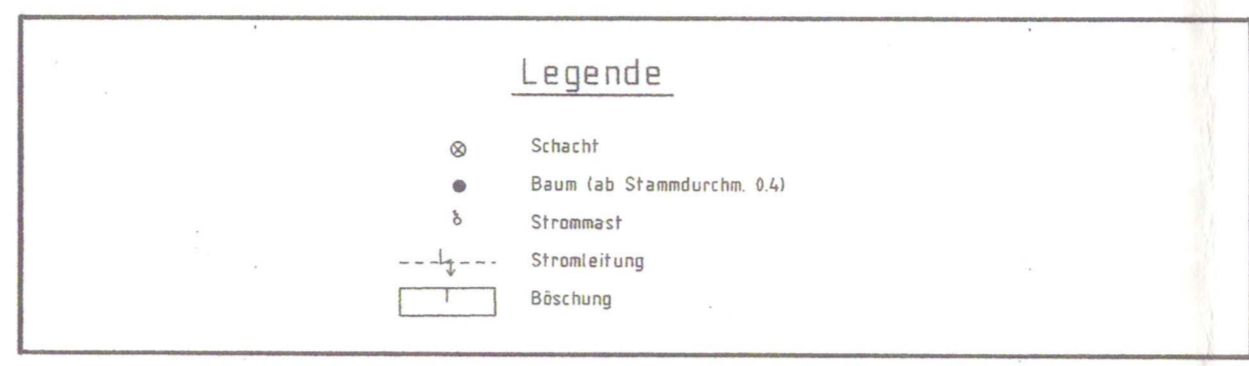 Legende
Schacht
Baum (ab Stammdurchm. 0.4)
Strommast
Stromleitung
Böschung